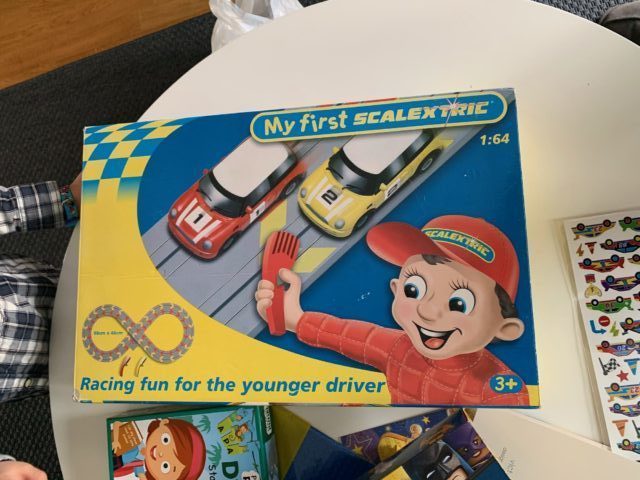 My first SCALEXTRIC
1:64
1
2
SCALEXTRIC
Racing fun for the younger driver
3+